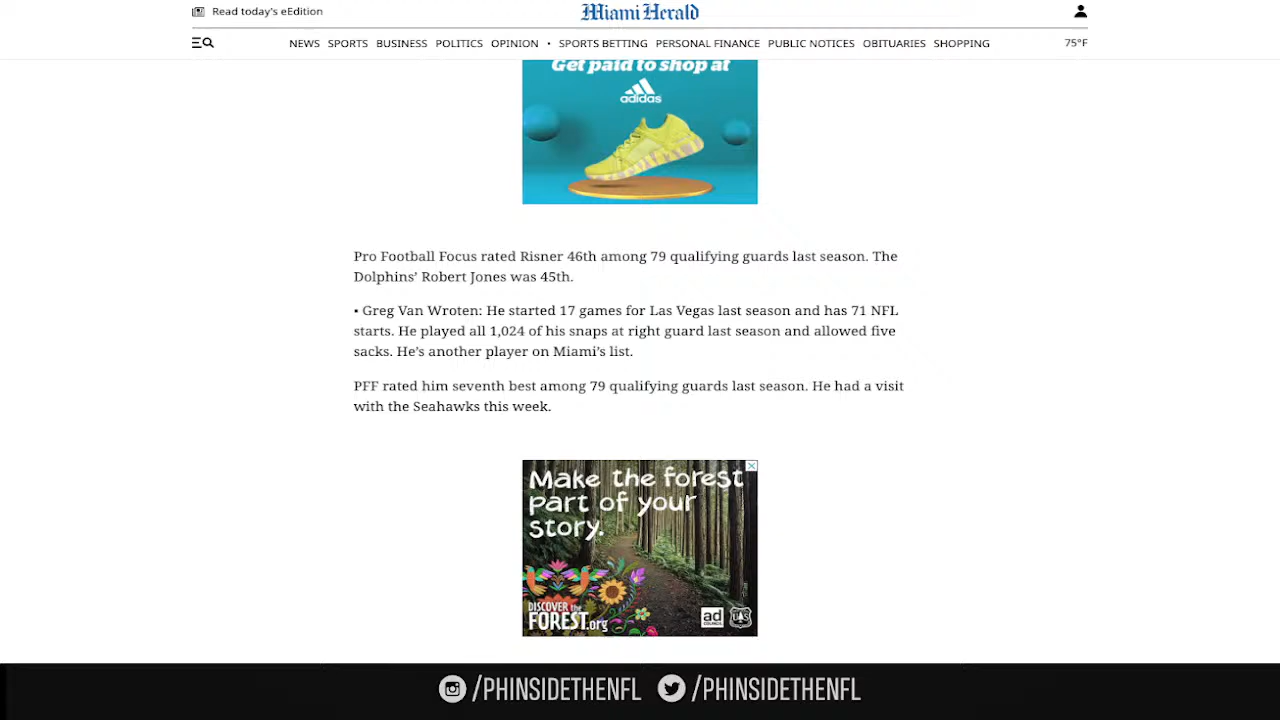 Read today's eEdition
Miami Herald
NEWS SPORTS BUSINESS POLITICS OPINION • SPORTS BETTING PERSONAL FINANCE PUBLIC NOTICES OBITUARIES SHOPPING
75°F
Get paid to shop at
adidas
Pro Football Focus rated Risner 46th among 79 qualifying guards last season. The
Dolphins’ Robert Jones was 45th.
▪ Greg Van Wroten: He started 17 games for Las Vegas last season and has 71 NFL
starts. He played all 1,024 of his snaps at right guard last season and allowed five
sacks. He’s another player on Miami’s list.
PFF rated him seventh best among 79 qualifying guards last season. He had a visit
with the Seahawks this week.
Make the forest
part of your
story.
DISCOVER the
FOREST.org
ad
COUNCIL
UAS
/PHINSIDETHENFL /PHINSIDETHENFL